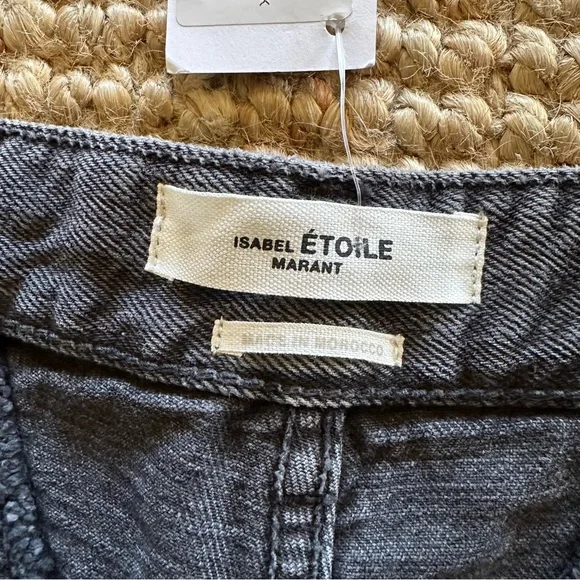 ISABEL ÉTOILE
MARANT
MADE IN MOROCCO